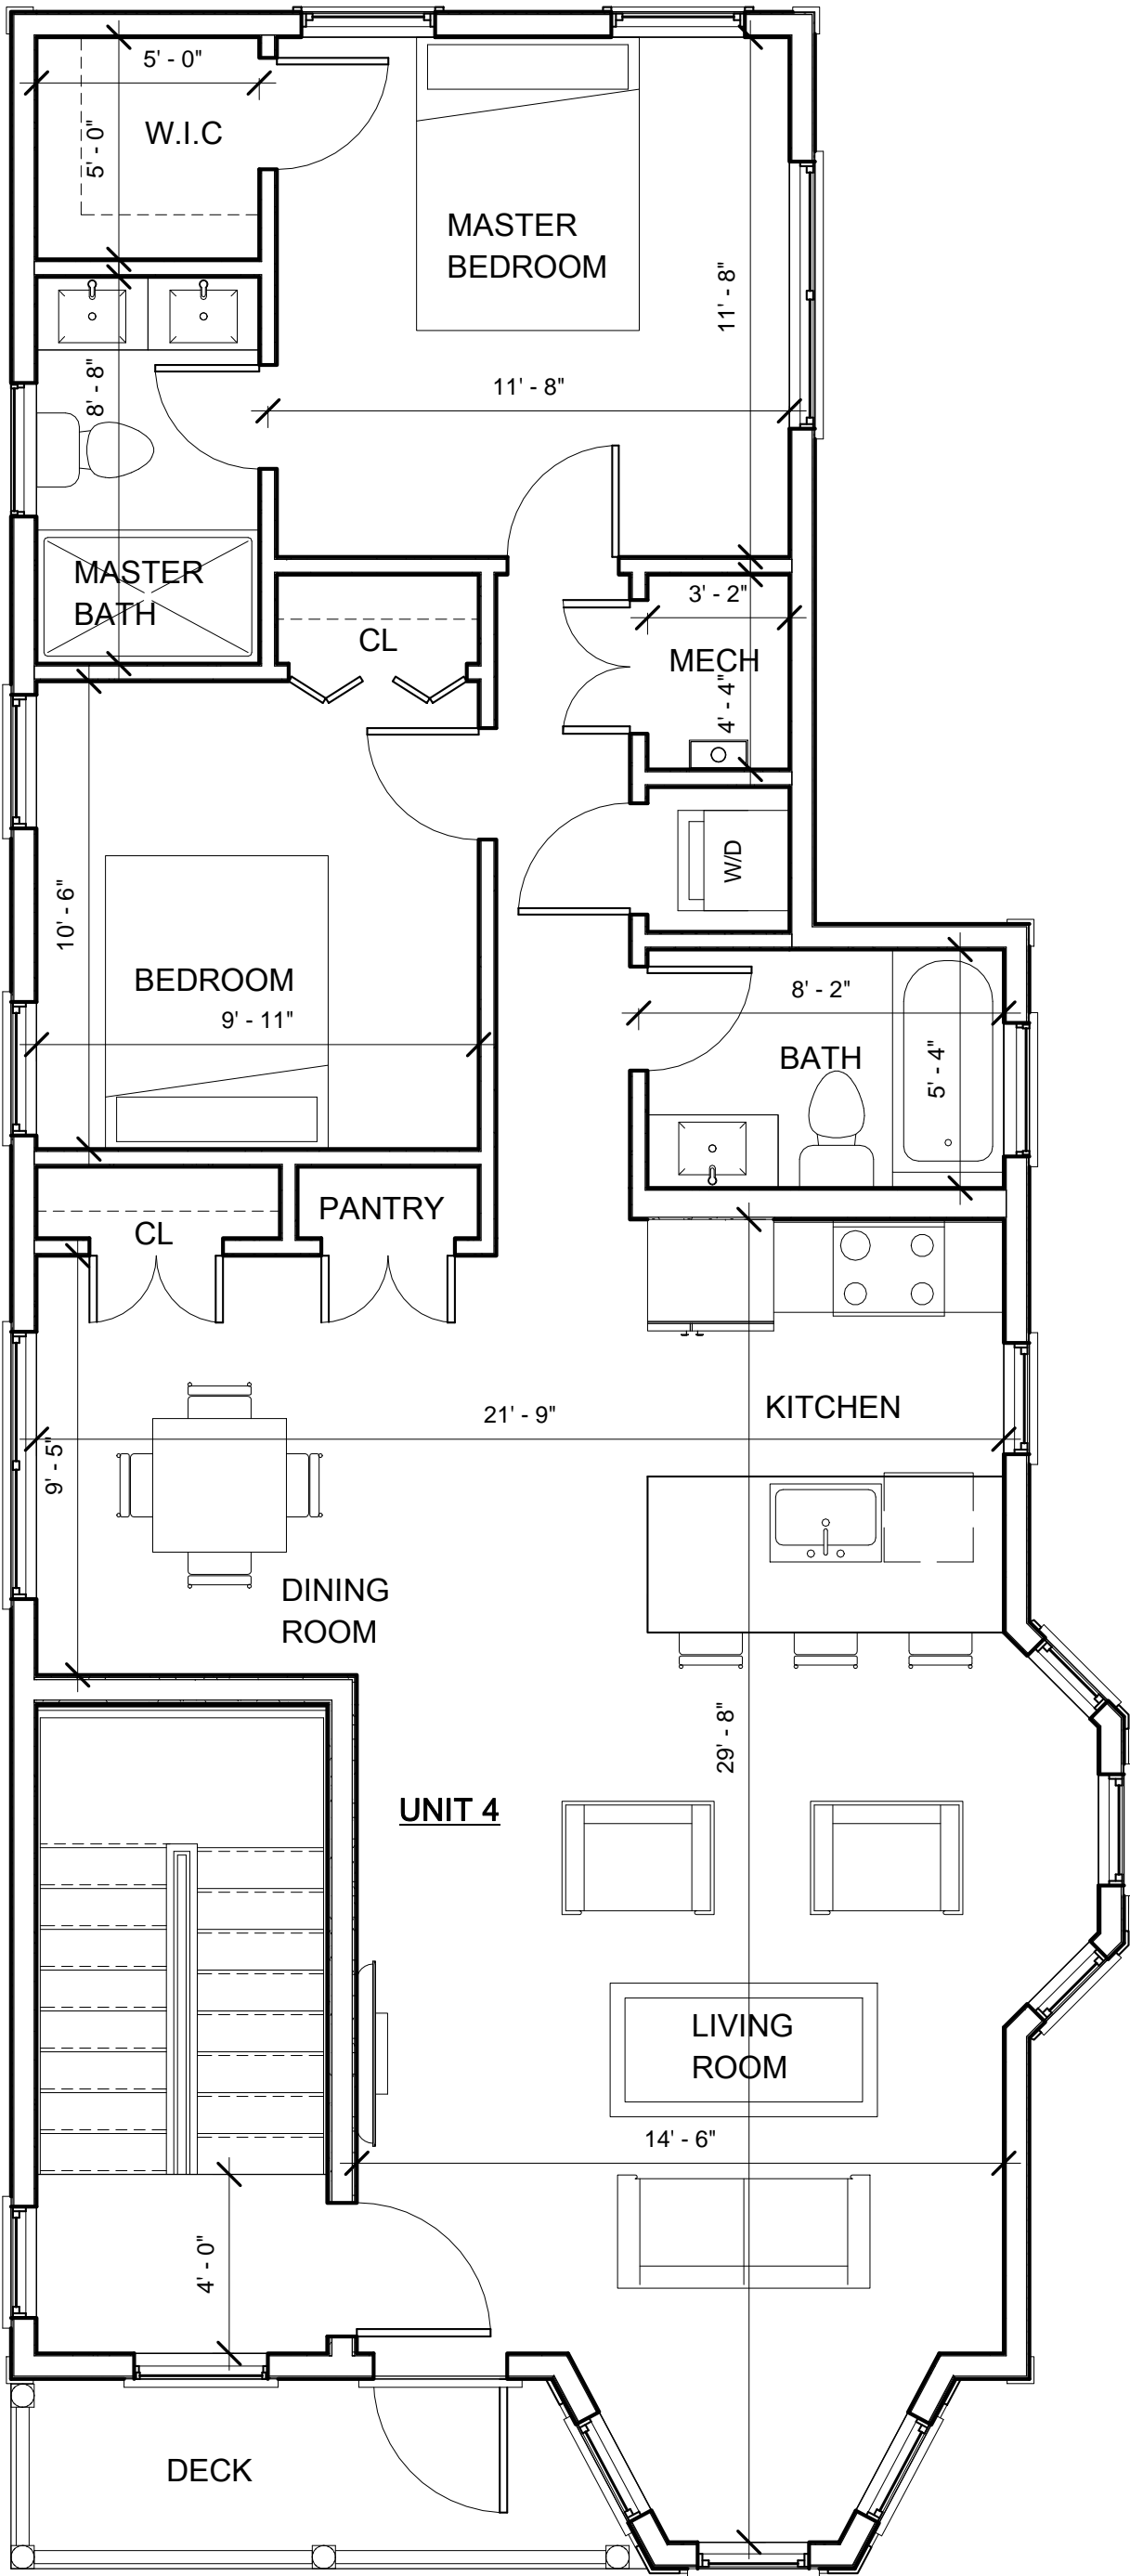 5' - 0"
W.I.C
5' - 0"
MASTER
BEDROOM
11' - 8"
11' - 8"
8' - 8"
MASTER
BATH
CL
3' - 2"
MECH
4' - 4"
W/D
10' - 6"
BEDROOM
9' - 11"
8' - 2"
BATH
5' - 4"
CL
PANTRY
KITCHEN
21' - 9"
9' - 5"
DINING
ROOM
29' - 8"
UNIT 4
LIVING
ROOM
14' - 6"
4' - 0"
DECK